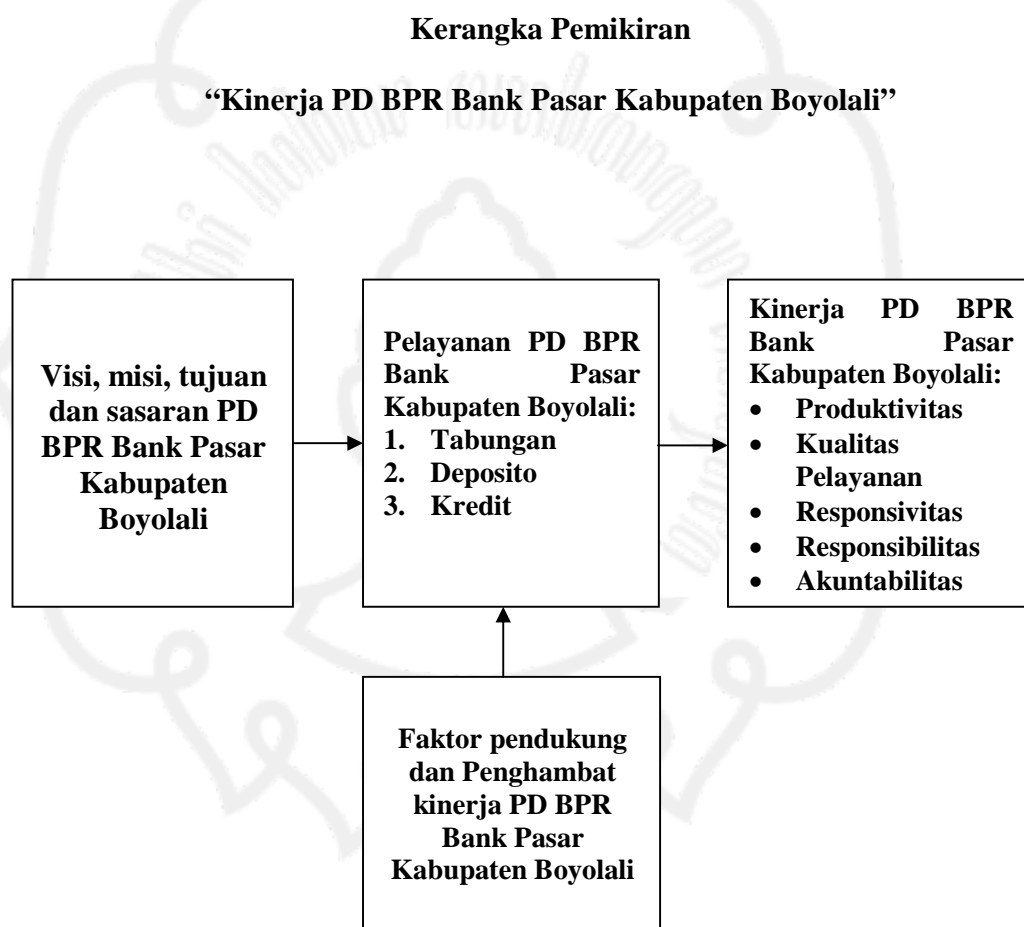 Kerangka Pemikiran
“Kinerja PD BPR Bank Pasar Kabupaten Boyolali”
Visi, misi, tujuan
dan sasaran PD
BPR Bank Pasar
Kabupaten
Boyolali
Pelayanan PD BPR
Bank Pasar
Kabupaten Boyolali:
1. Tabungan
2. Deposito
3. Kredit
Kinerja PD BPR
Bank Pasar
Kabupaten Boyolali:
• Produktivitas
• Kualitas
Pelayanan
• Responsivitas
• Responsibilitas
• Akuntabilitas
Faktor pendukung
dan Penghambat
kinerja PD BPR
Bank Pasar
Kabupaten Boyolali